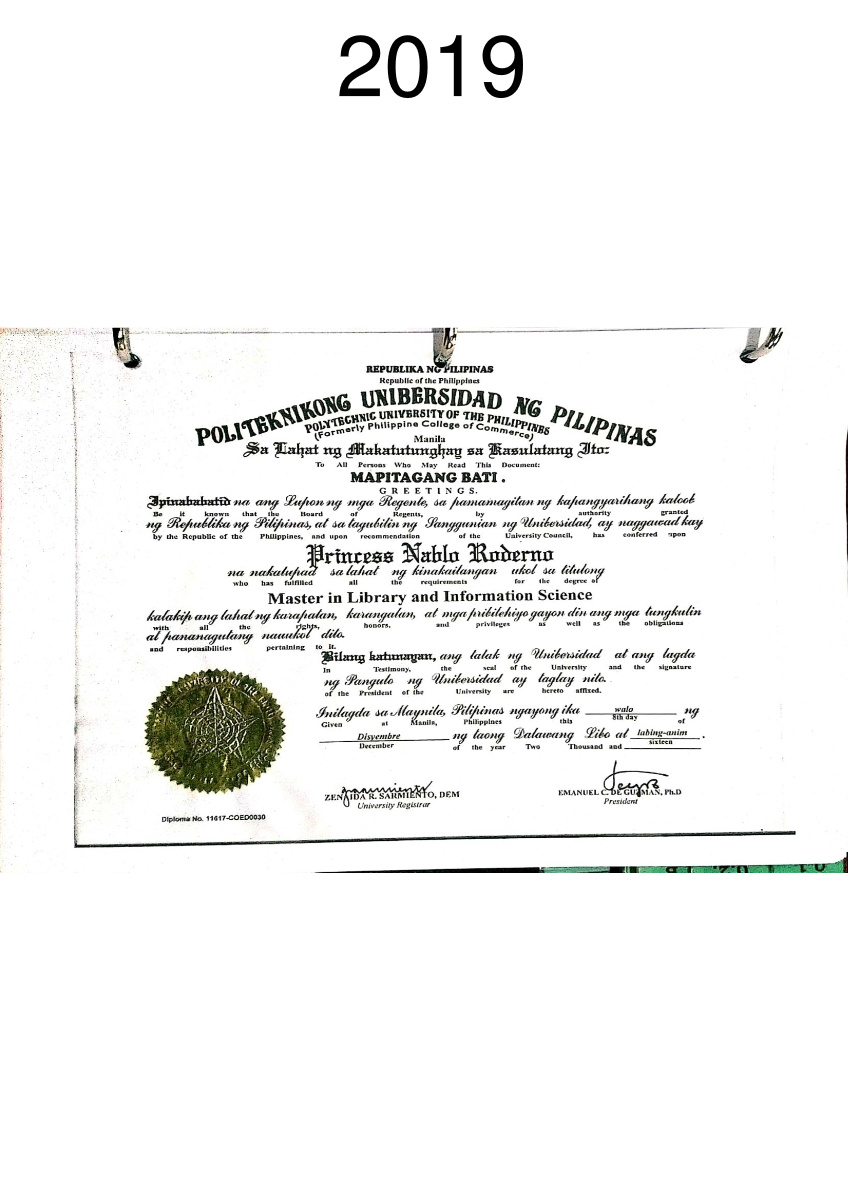 2019
REPUBLIKA NG PILIPINAS
Republic of the Philippines
POLITEKNIKONG UNIBERSIDAD NG PILIPINAS
POLYTECHNIC UNIVERSITY OF THE PHILIPPINES
(Formerly Philippine College of Commerce)
Manila
Sa Lahat ng Makatutunghay sa Kasulatang Ito:
To All Persons Who May Read This Document:
MAPITAGANG BATI .
GREETINGS.
Ipinababatid na ang Lupon ng mga Regente, sa pamamagitan ng kapangyarihang kaloob
Be it known that the Board of Regents, by authority granted
ng Republika ng Pilipinas, at sa tagubilin ng Sanggunian ng Unibersidad, ay naggawad kay
by the Republic of the Philippines, and upon recommendation of the University Council, has conferred upon
Princess Nablo Roderno
na nakatupad sa lahat ng kinakailangan ukol sa titulong
who has fulfilled all the requirements for the degree of
Master in Library and Information Science
kalakip ang lahat ng karapatan, karangalan, at mga pribilehiyo gayon din ang mga tungkulin
with all the rights, honors, and privileges as well as the obligations
at pananagutang nauukol dito.
and responsibilities pertaining to it.
Bilang katunayan, ang tatak ng Unibersidad at ang lagda
In Testimony, the seal of the University and the signature
ng Pangulo ng Unibersidad ay taglay nito.
of the President of the University are hereto affixed.
Inilagda sa Maynila, Pilipinas ngayong ika walo ng
Given at Manila, Philippines this 8th day of
Disyembre ng taong Dalawang Libo at labing-anim .
December of the year Two Thousand and sixteen
ZENAIDA R. SARMIENTO, DEM
University Registrar
EMANUEL C. DE GUZMAN, Ph.D
President
Diploma No. 11617-COED0030